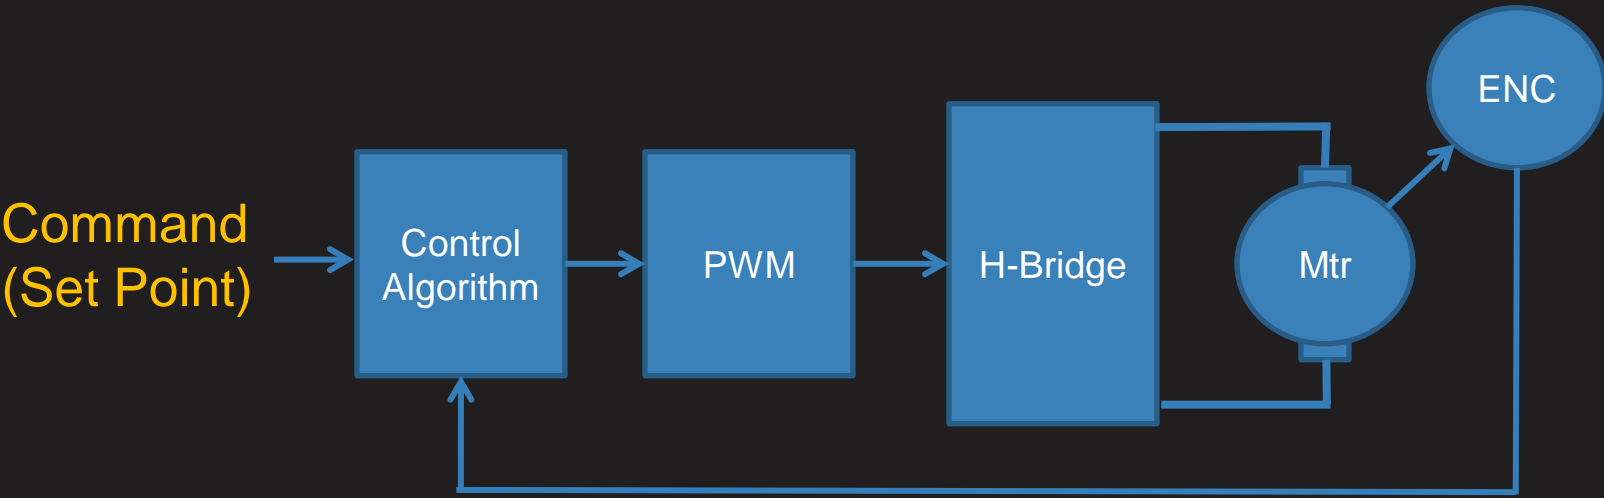 Command
(Set Point)
Control
Algorithm
PWM
H-Bridge
Mtr
ENC